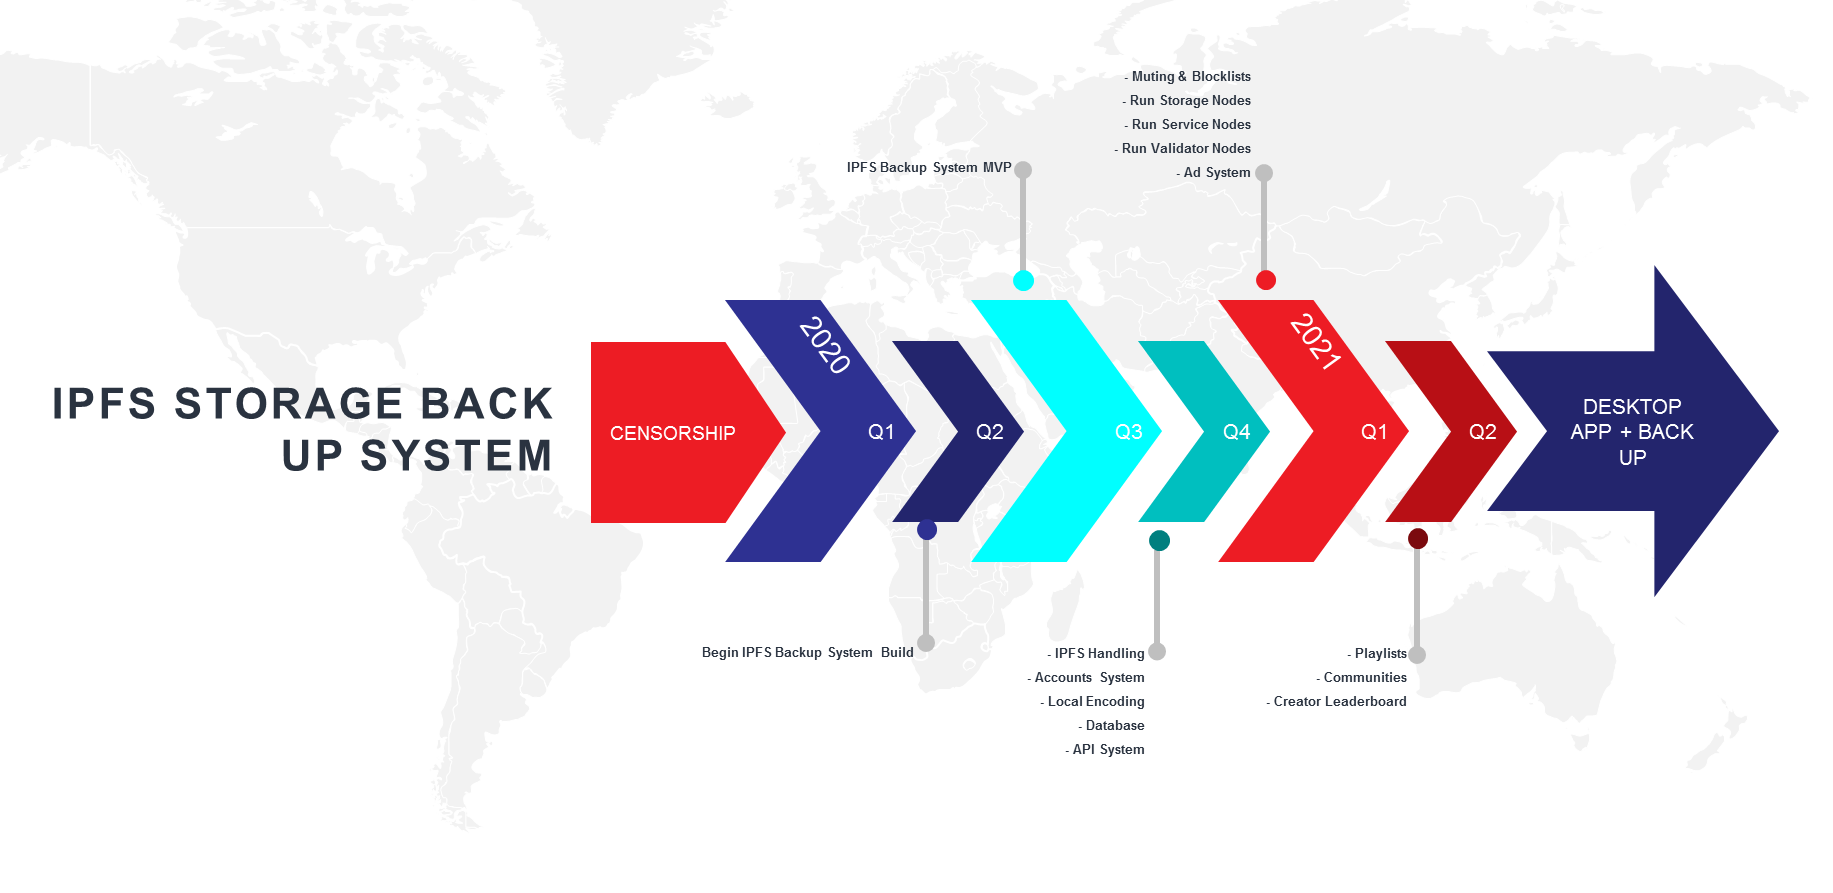 IPFS STORAGE BACK
UP SYSTEM
CENSORSHIP
2020
Q1
Q2
Begin IPFS Backup System Build
Q3
IPFS Backup System MVP
Q4
- IPFS Handling
- Accounts System
- Local Encoding
- Database
- API System
2021
Q1
- Muting & Blocklists
- Run Storage Nodes
- Run Service Nodes
- Run Validator Nodes
- Ad System
Q2
- Playlists
- Communities
- Creator Leaderboard
DESKTOP
APP + BACK
UP